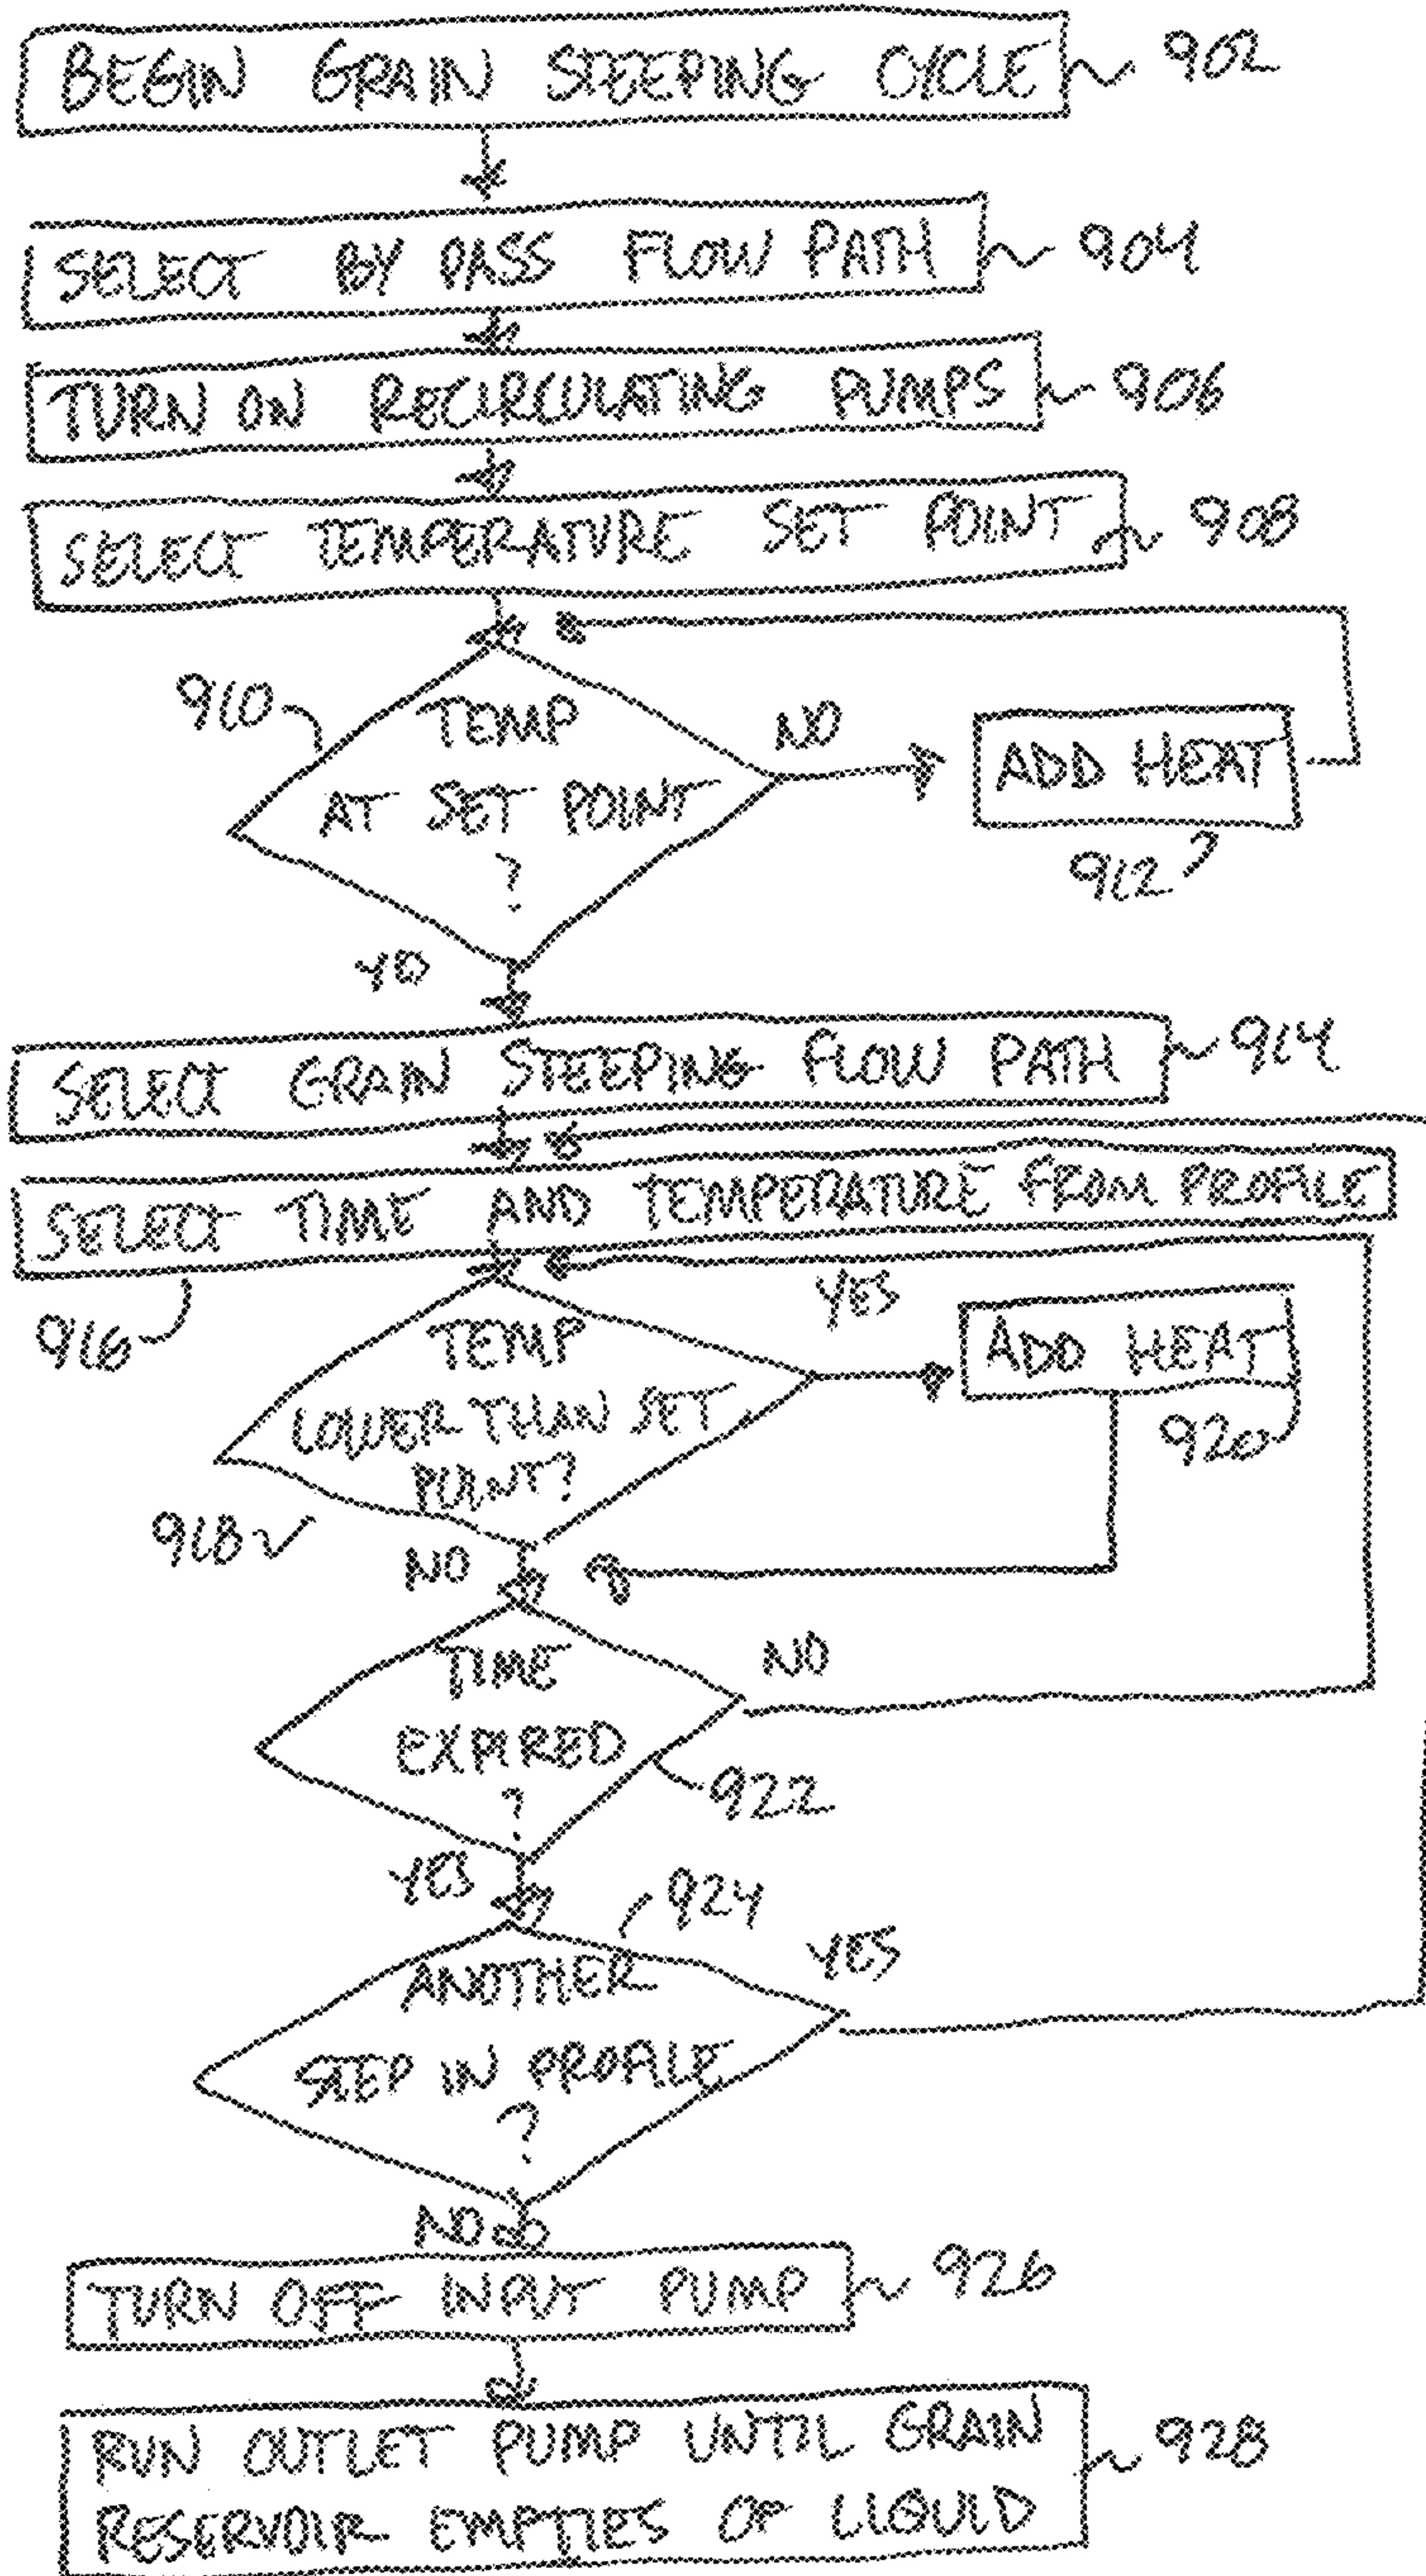 BEGIN GRAIN STEEPING CYCLE 902
SELECT BY PASS FLOW PATH 904
TURN ON RECIRCULATING PUMPS 906
SELECT TEMPERATURE SET POINT 908
910
TEMP
AT SET POINT
?
NO
ADD HEAT
912
SELECT GRAIN STEEPING FLOW PATH 914
SELECT TIME AND TEMPERATURE FROM PROFILE
916
TEMP
LOWER THAN SET
POINT?
YES
ADD HEAT
920
918
NO
TIME
EXPIRED
?
NO
922
YES
924
ANOTHER
STEP IN PROFILE
?
YES
NO
TURN OFF INPUT PUMP 926
RUN OUTLET PUMP UNTIL GRAIN
RESERVOIR EMPTIES OF LIQUID
928